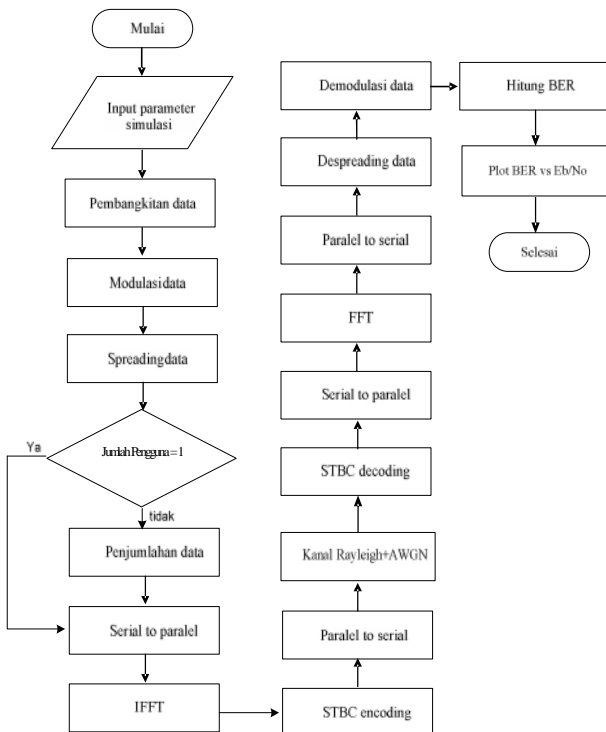 Mulai
Input parameter
simulasi
Pembangkitan data
Modulasi data
Spreading data
Jumlah Pengguna = 1
Ya
tidak
Penjumlahan data
Serial to paralel
IFFT
STBC encoding
Paralel to serial
Kanal Rayleigh+AWGN
STBC decoding
Serial to paralel
FFT
Paralel to serial
Despreading data
Demodulasi data
Hitung BER
Plot BER vs Eb/No
Selesai